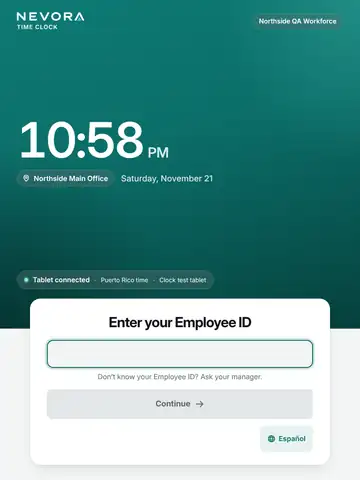 NEVORA
TIME CLOCK
Northside QA Workforce
10:58 PM
Northside Main Office
Saturday, November 21
Tablet connected · Puerto Rico time · Clock test tablet
Enter your Employee ID
Don't know your Employee ID? Ask your manager.
Continue →
Español